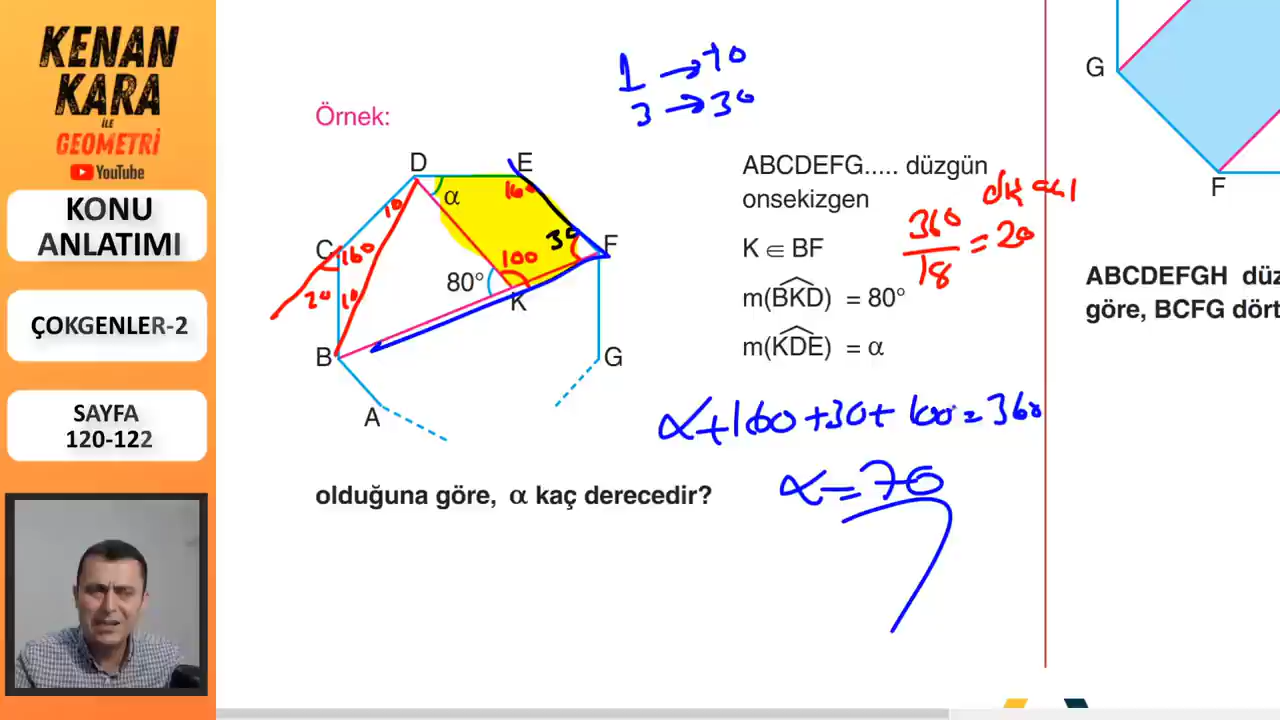 KENAN
KARA
İLE
GEOMETRİ
YouTube
KONU
ANLATIMI
ÇOKGENLER-2
SAYFA
120-122
Örnek:
1 → 10
3 → 30
D
E
α
160
10
C
160
30
F
100
80°
K
20
10
B
G
A
ABCDEFG..... düzgün
onsekizgen
K ∈ BF
m(BKD) = 80°
m(KDE) = α
360
18
= 20
α+160+30+100=360
α=70
olduğuna göre, α kaç derecedir?
G
F
ABCDEFGH düz
göre, BCFG dört